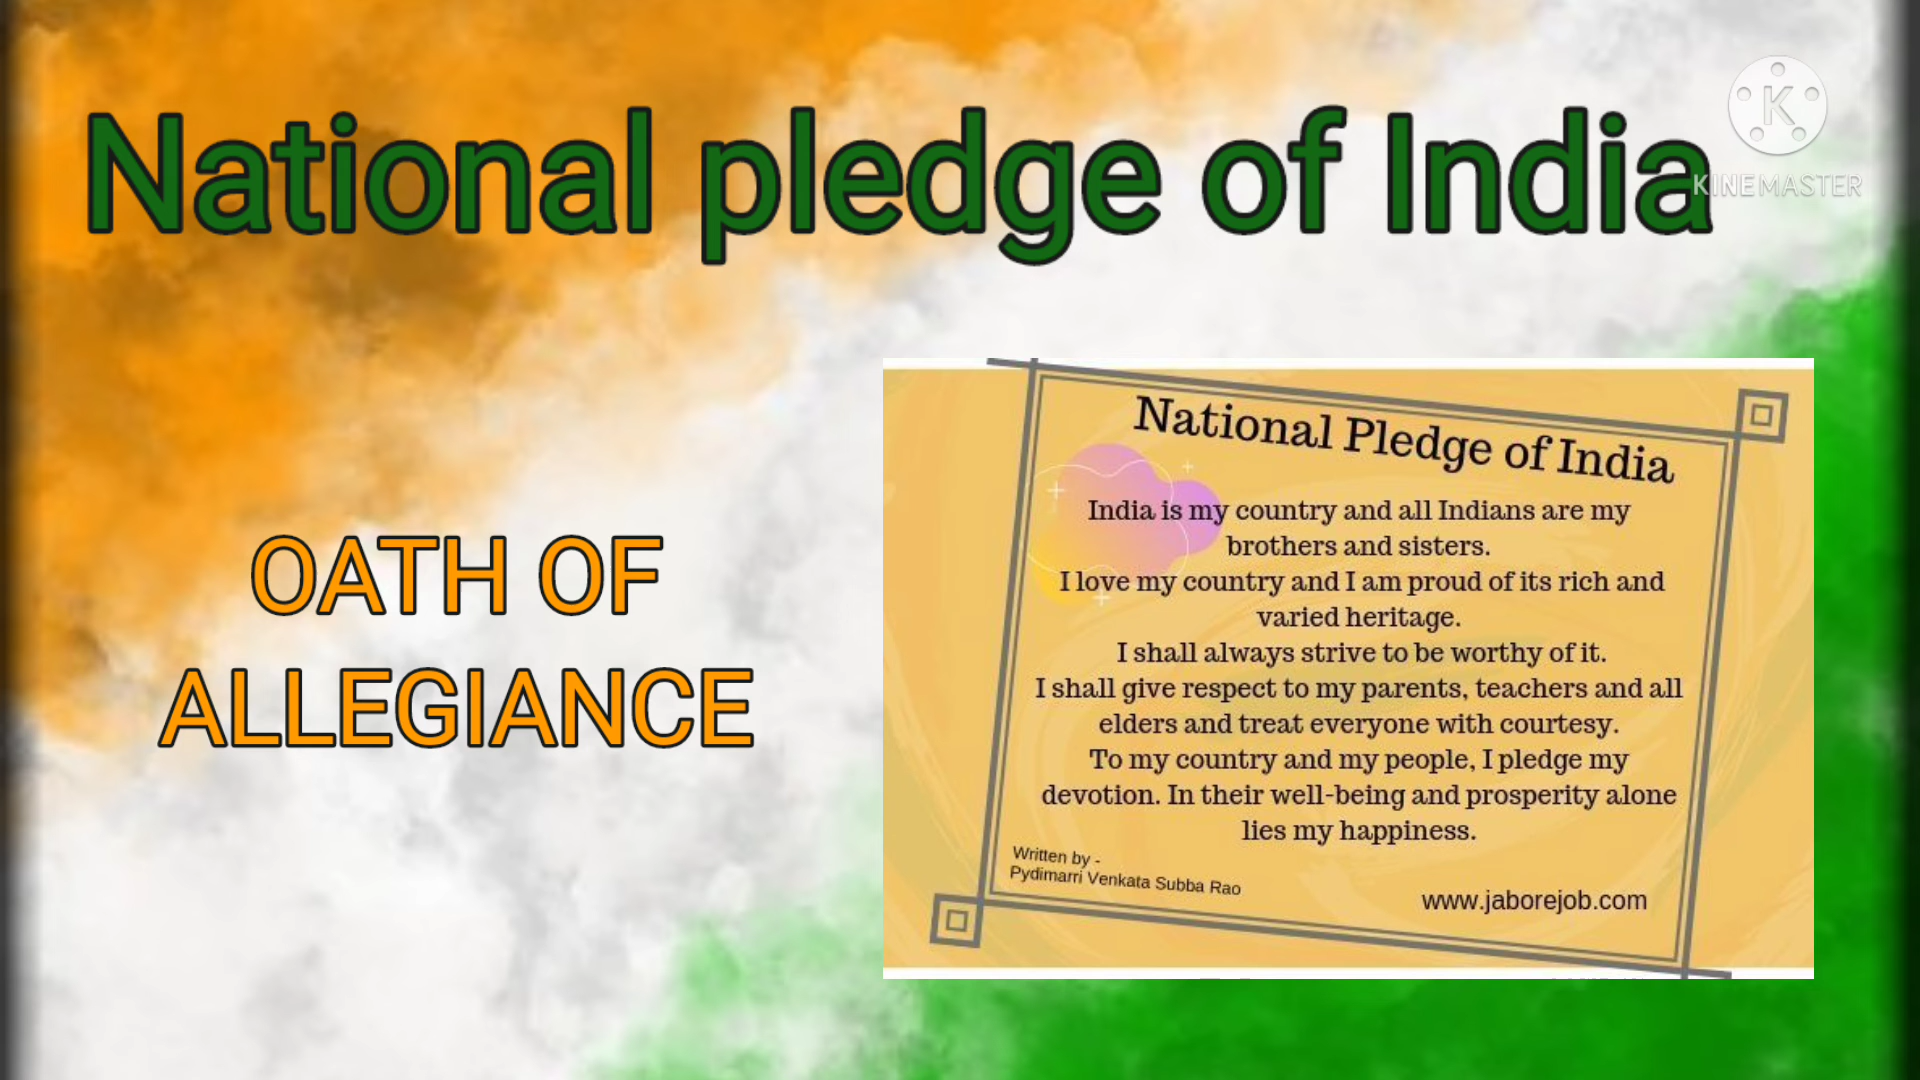 National pledge of India
K
KINEMASTER
OATH OF
ALLEGIANCE
National Pledge of India
India is my country and all Indians are my
brothers and sisters.
I love my country and I am proud of its rich and
varied heritage.
I shall always strive to be worthy of it.
I shall give respect to my parents, teachers and all
elders and treat everyone with courtesy.
To my country and my people, I pledge my
devotion. In their well-being and prosperity alone
lies my happiness.
Written by -
Pydimarri Venkata Subba Rao
www.jaborejob.com